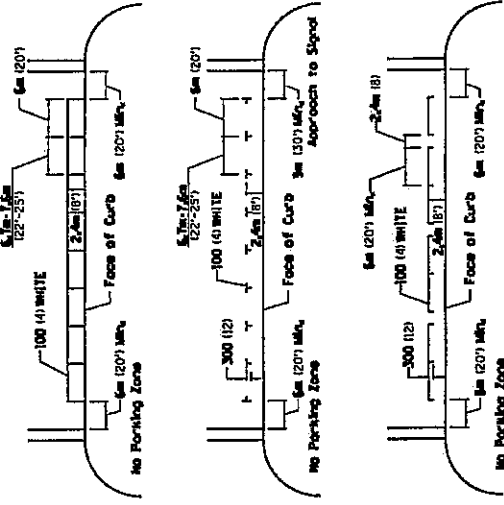 6.7m-7.6m
(22'-25')
6m (20')
100 (4) WHITE
2.4m (8')
Face of Curb
6m (20') Min.
6m (20') Min.
No Parking Zone
6.7m-7.6m
(22'-25')
6m (20')
100 (4) WHITE
300 (12)
2.4m (8')
Face of Curb
6m (20') Min.
9m (30') Min.
Approach to Signal
No Parking Zone
6m (20') Min.
2.4m (8)
100 (4) WHITE
300 (12)
2.4m (8')
Face of Curb
6m (20') Min.
6m (20') Min.
No Parking Zone